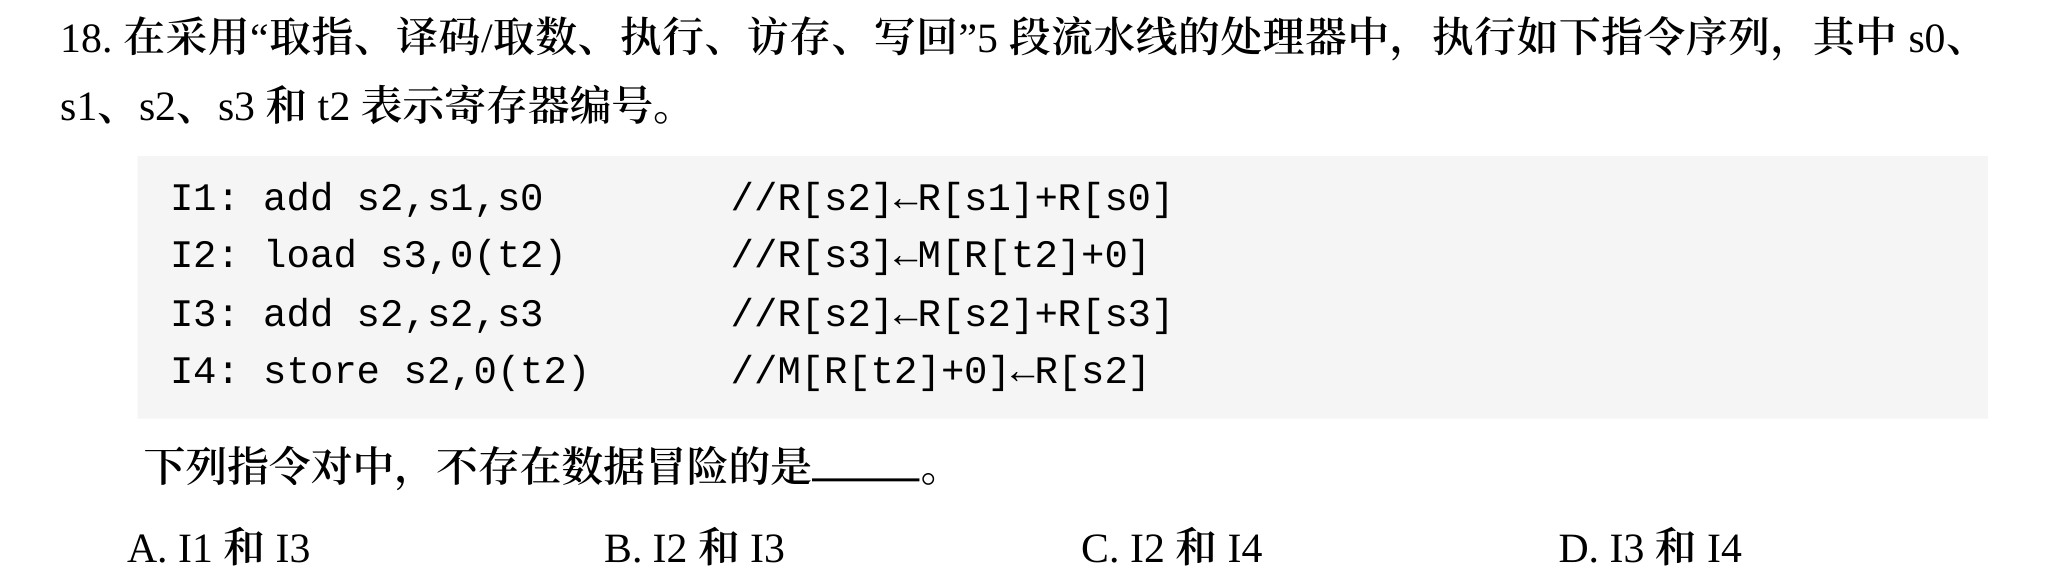 18. 在采用“取指、译码/取数、执行、访存、写回”5 段流水线的处理器中，执行如下指令序列，其中 s0、
s1、s2、s3 和 t2 表示寄存器编号。
I1: add s2,s1,s0 //R[s2]←R[s1]+R[s0]
I2: load s3,0(t2) //R[s3]←M[R[t2]+0]
I3: add s2,s2,s3 //R[s2]←R[s2]+R[s3]
I4: store s2,0(t2) //M[R[t2]+0]←R[s2]
下列指令对中，不存在数据冒险的是_____。
A. I1 和 I3 B. I2 和 I3 C. I2 和 I4 D. I3 和 I4